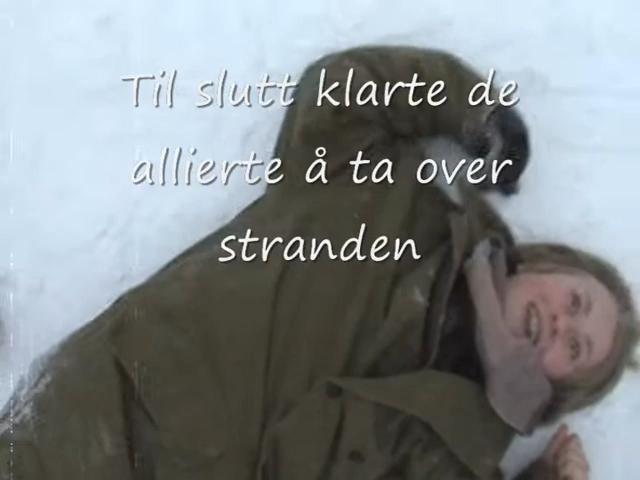 Til slutt klarte de
allierte å ta over
stranden